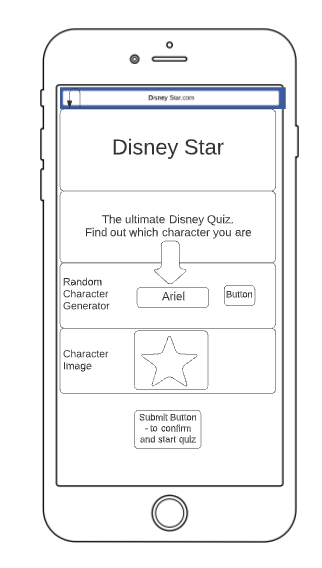 Disney Star.com
Disney Star
The ultimate Disney Quiz.
Find out which character you are
Random
Character
Generator
Ariel
Button
Character
Image
Submit Button
- to confirm
and start quiz